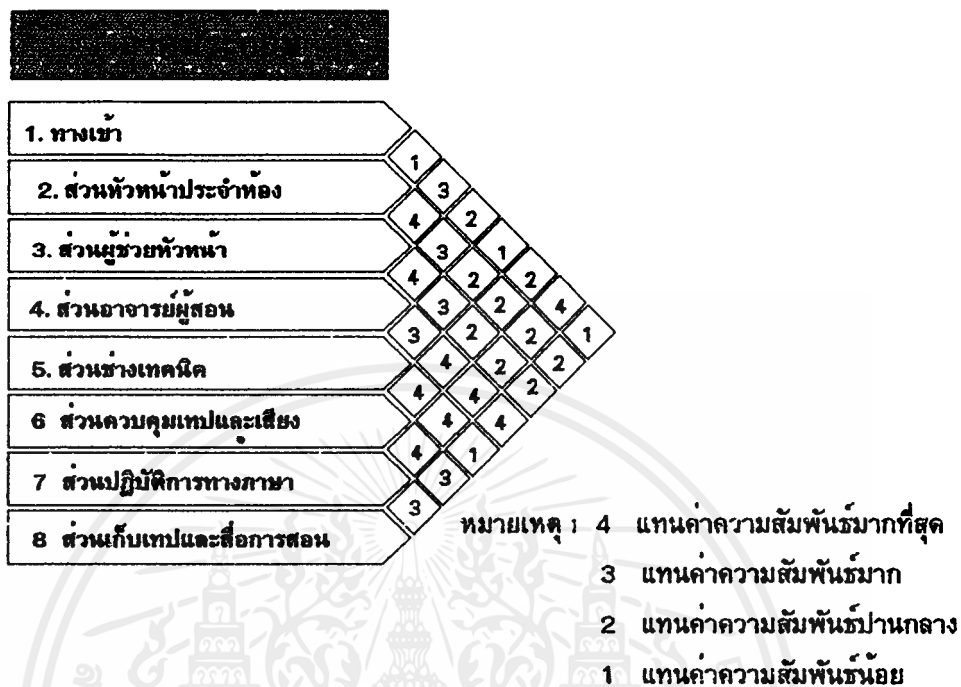 1. ทางเข้า
2. ส่วนหัวหน้าประจำห้อง
3. ส่วนผู้ช่วยหัวหน้า
4. ส่วนอาจารย์ผู้สอน
5. ส่วนช่างเทคนิค
6 ส่วนควบคุมเทปและเสียง
7 ส่วนปฏิบัติการทางภาษา
8 ส่วนเก็บเทปและสื่อการสอน
1
3
4 2
3 1
4 2 2
3 2 4
3 2 2 1
4 2 2
4 4 2
4 4
4 1
3
3
หมายเหตุ : 4 แทนค่าความสัมพันธ์มากที่สุด
3 แทนค่าความสัมพันธ์มาก
2 แทนค่าความสัมพันธ์ปานกลาง
1 แทนค่าความสัมพันธ์น้อย